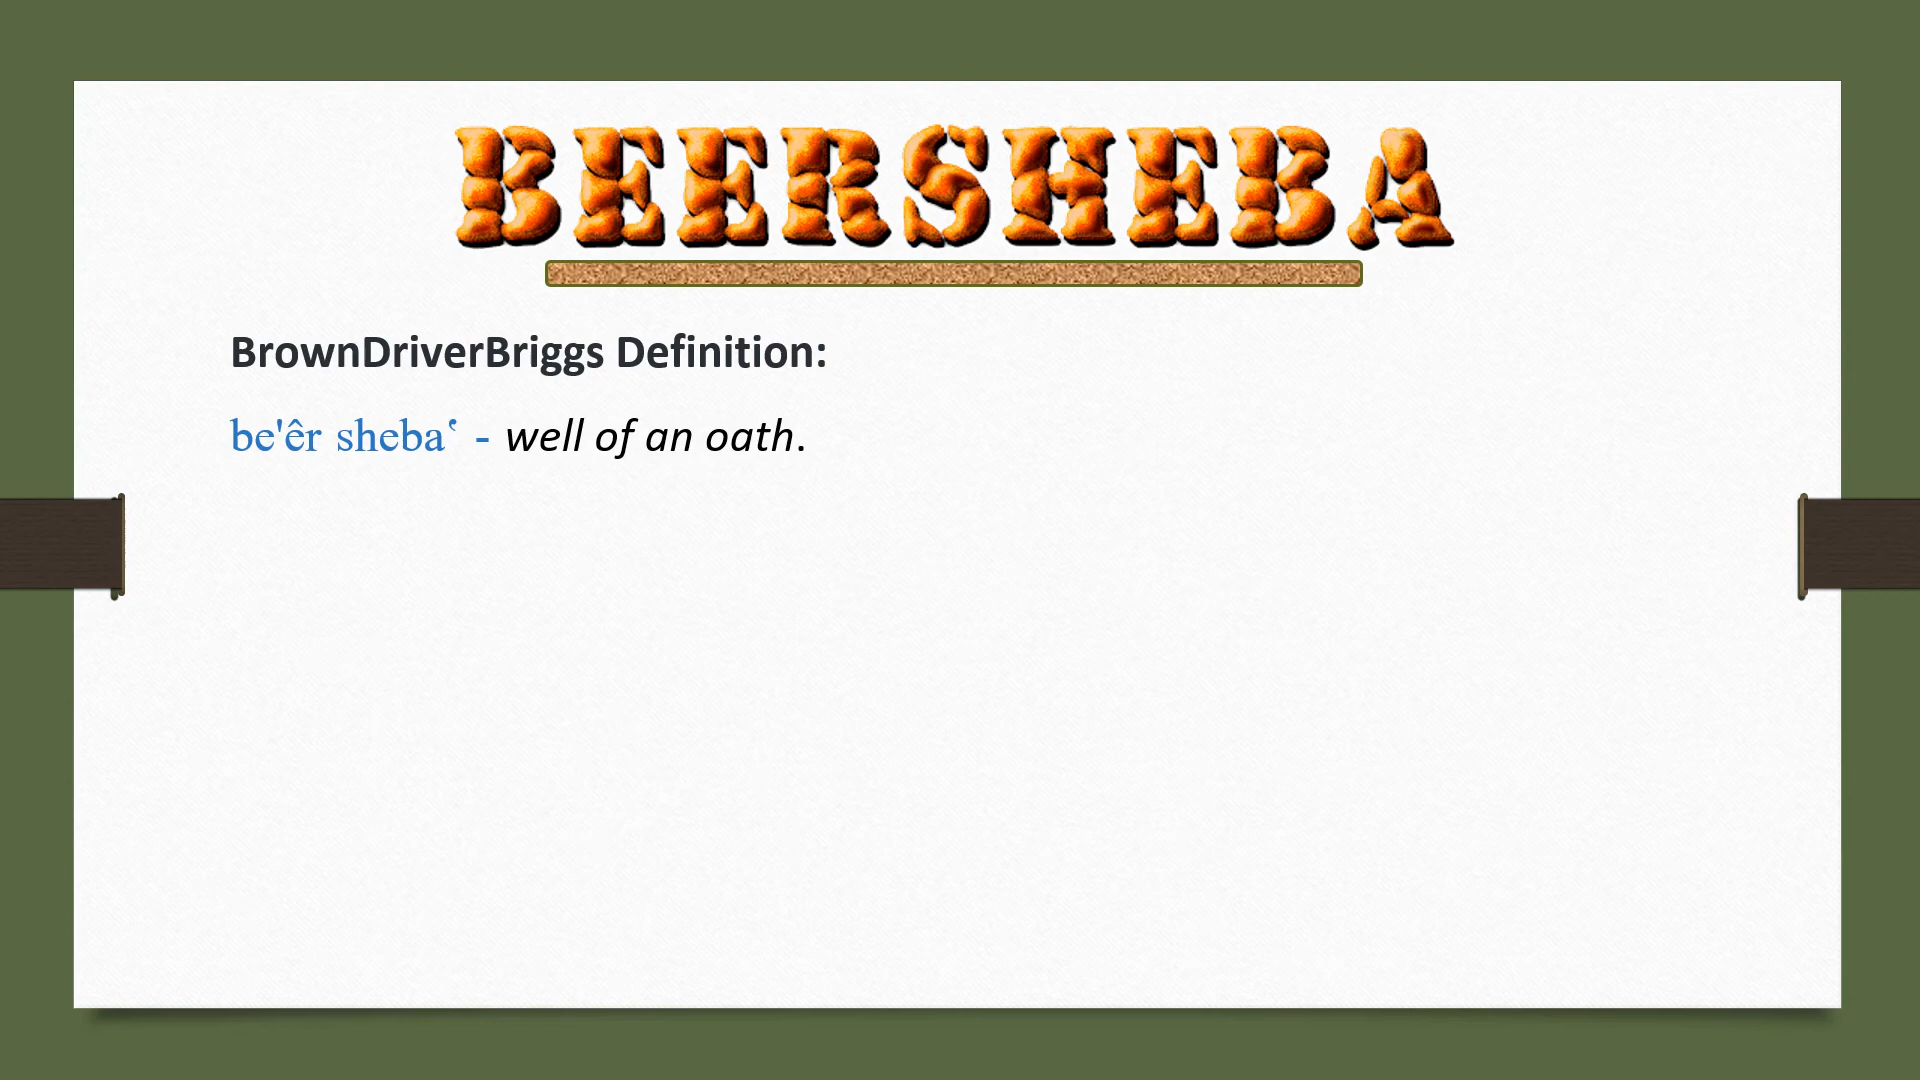 BEERSHEBA
BrownDriverBriggs Definition:
be'êr sheba‛ - well of an oath.